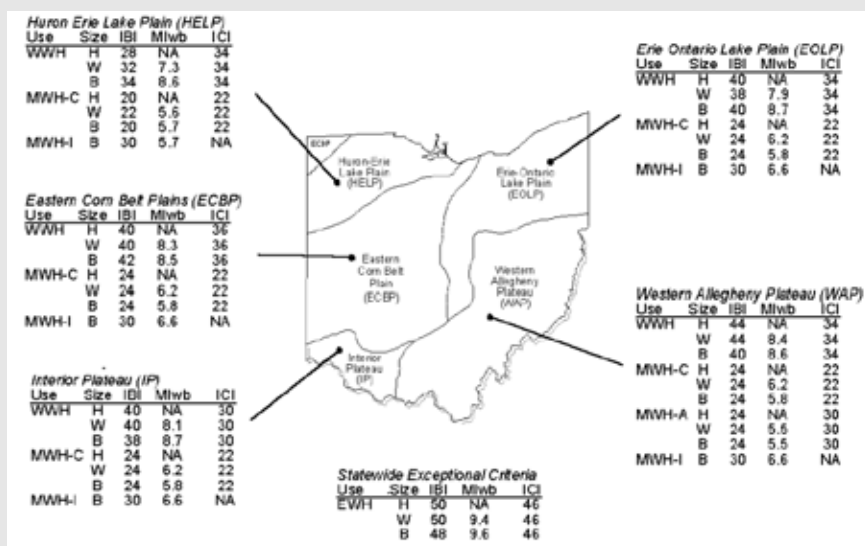 Huron Erie Lake Plain (HELP)
Use Size IBI MIwb ICI
WWH H 28 NA 34
W 32 7.3 34
B 34 8.6 34
MWH-C H 20 NA 22
W 22 5.6 22
B 20 5.7 22
MWH-I B 30 5.7 NA
Eastern Corn Belt Plains (ECBP)
Use Size IBI MIwb ICI
WWH H 40 NA 36
W 40 8.3 36
B 42 8.5 36
MWH-C H 24 NA 22
W 24 6.2 22
B 24 5.8 22
MWH-I B 30 6.6 NA
Interior Plateau (IP)
Use Size IBI MIwb ICI
WWH H 40 NA 30
W 40 8.1 30
B 38 8.7 30
MWH-C H 24 NA 22
W 24 6.2 22
B 24 5.8 22
MWH-I B 30 6.6 NA
ECBP
Huron-Erie
Lake Plain
(HELP)
Erie-Ontario
Lake Plain
(EOLP)
Eastern
Corn Belt
Plain
(ECBP)
Western
Allegheny
Plateau
(WAP)
Interior
Plateau
(IP)
Statewide Exceptional Criteria
Use Size IBI MIwb ICI
EWH H 50 NA 46
W 50 9.4 46
B 48 9.6 46
Erie Ontario Lake Plain (EOLP)
Use Size IBI MIwb ICI
WWH H 40 NA 34
W 38 7.9 34
B 40 8.7 34
MWH-C H 24 NA 22
W 24 6.2 22
B 24 5.8 22
MWH-I B 30 6.6 NA
Western Allegheny Plateau (WAP)
Use Size IBI MIwb ICI
WWH H 44 NA 34
W 44 8.4 34
B 40 8.6 34
MWH-C H 24 NA 22
W 24 6.2 22
B 24 5.8 22
MWH-A H 24 NA 30
W 24 5.5 30
B 24 5.5 30
MWH-I B 30 6.6 NA